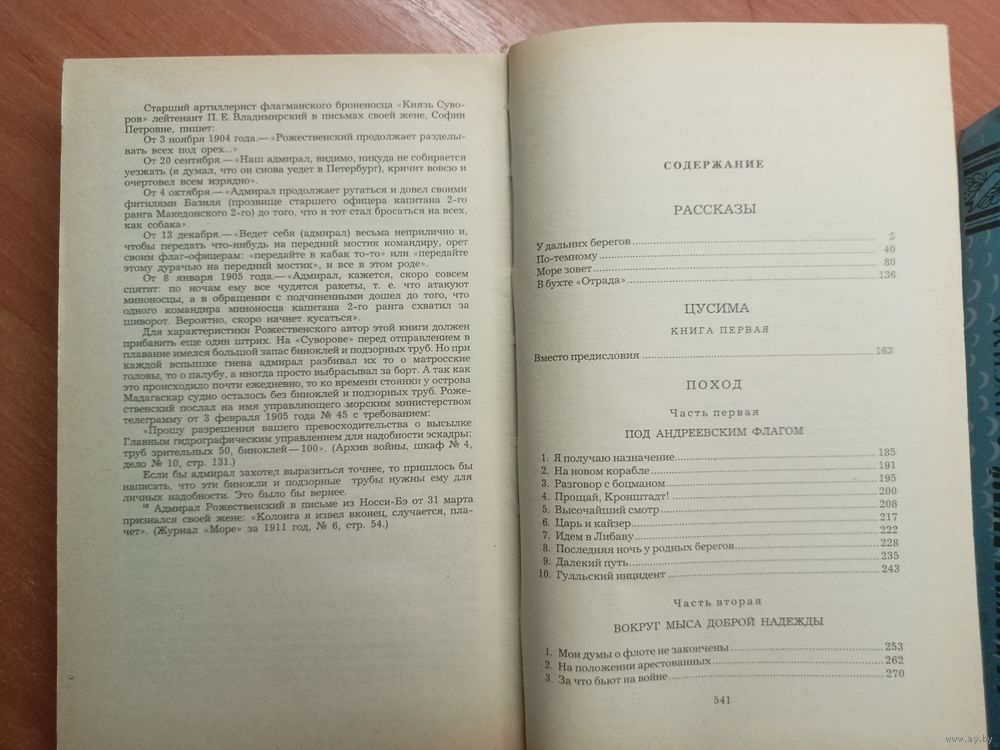 Старший артиллерист флагманского броненосца «Князь Суво-
ров» лейтенант П. Е. Владимирский в письмах своей жене, Софии
Петровне, пишет:
От 3 ноября 1904 года.— «Рожественский продолжает разделы-
вать всех под орех...»
От 20 сентября.— «Наш адмирал, видимо, никуда не собирается
уезжать (я думал, что он снова уедет в Петербург), кричит вовсю и
очертовел всем изрядно».
От 4 октября.— «Адмирал продолжает ругаться и довел своими
фитилями Базиля (прозвище старшего офицера капитана 2-го
ранга Македонского 2-го) до того, что и тот стал бросаться на всех,
как собака».
От 13 декабря.— «Ведет себя (адмирал) весьма неприлично и,
чтобы передать что-нибудь на передний мостик командиру, орет
своим флаг-офицерам: «передайте в кабак то-то» или «передайте
этому дурачью на передний мостик», и все в этом роде».
От 8 января 1905 года.— «Адмирал, кажется, скоро совсем
спятит: по ночам ему все чудятся ракеты, т. е. что атакуют
миноносцы, а в обращении с подчиненными дошел до того, что
одного командира миноносца капитана 2-го ранга схватил за
шиворот. Вероятно, скоро начнет кусаться».
Для характеристики Рожественского автор этой книги должен
прибавить еще один штрих. На «Суворове» перед отправлением в
плавание имелся большой запас биноклей и подзорных труб. Но при
каждой вспышке гнева адмирал разбивал их то о матросские
головы, то о палубу, а иногда просто выбрасывал за борт. А так как
это происходило почти ежедневно, то ко времени стоянки у острова
Мадагаскар судно осталось без биноклей и подзорных труб. Роже-
ственский послал на имя управляющего морским министерством
телеграмму от 3 февраля 1905 года № 45 с требованием:
«Прошу разрешения вашего превосходительства о высылке
Главным гидрографическим управлением для надобности эскадры:
труб зрительных 50, биноклей — 100». (Архив войны, шкаф № 4,
дело № 10, стр. 131.)
Если бы адмирал захотел выразиться точнее, то пришлось бы
написать, что эти бинокли и подзорные трубы нужны ему для
личных надобностей. Это было бы вернее.
Адмирал Рожественский в письме из Носси-Бэ от 31 марта
признался своей жене: «Колонга я извел вконец, случается, пла-
чет». (Журнал «Море» за 1911 год, № 6, стр. 54.)
СОДЕРЖАНИЕ
РАССКАЗЫ
У дальних берегов 5
По-темному 40
Море зовет 80
В бухте «Отрада» 136
ЦУСИМА
КНИГА ПЕРВАЯ
Вместо предисловия 163
ПОХОД
Часть первая
ПОД АНДРЕЕВСКИМ ФЛАГОМ
1. Я получаю назначение 185
2. На новом корабле 191
3. Разговор с боцманом 195
4. Прощай, Кронштадт! 200
5. Высочайший смотр 208
6. Царь и кайзер 217
7. Идем в Либаву 222
8. Последняя ночь у родных берегов 228
9. Далекий путь 235
10. Гулльский инцидент 243
Часть вторая
ВОКРУГ МЫСА ДОБРОЙ НАДЕЖДЫ
1. Мои думы о флоте не закончены 253
2. На положении арестованных 262
3. За что бьют на войне 270
541
www.ay.by